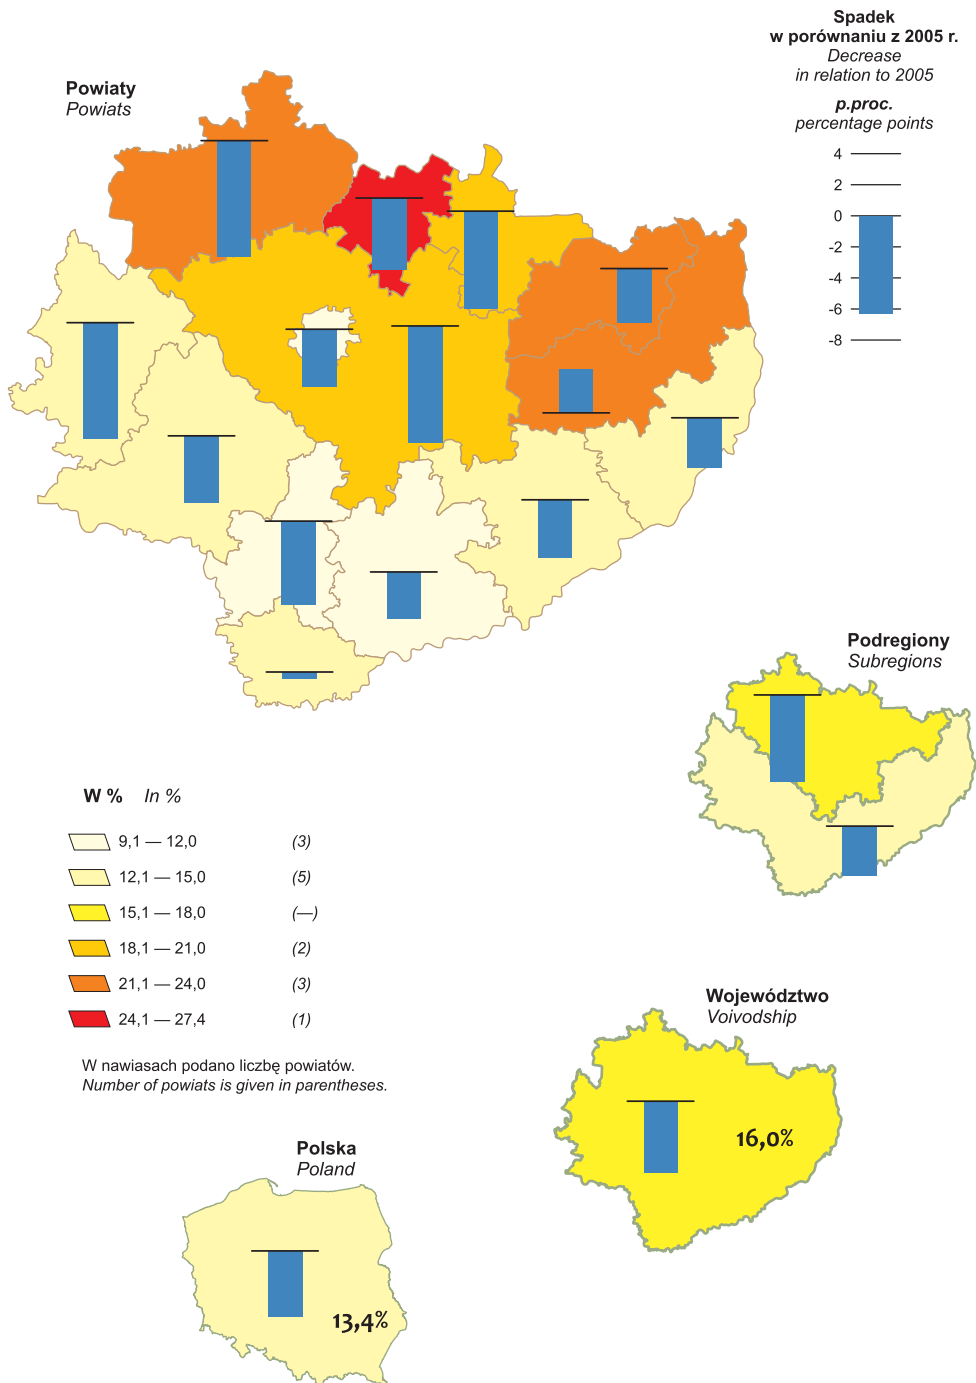 Spadek
w porównaniu z 2005 r.
Decrease
in relation to 2005
p.proc.
percentage points
4
2
0
-2
-4
-6
-8
Powiaty
Powiats
Podregiony
Subregions
W % In %
9,1 — 12,0 (3)
12,1 — 15,0 (5)
15,1 — 18,0 (—)
18,1 — 21,0 (2)
21,1 — 24,0 (3)
24,1 — 27,4 (1)
W nawiasach podano liczbę powiatów.
Number of powiats is given in parentheses.
Województwo
Voivodship
16,0%
Polska
Poland
13,4%